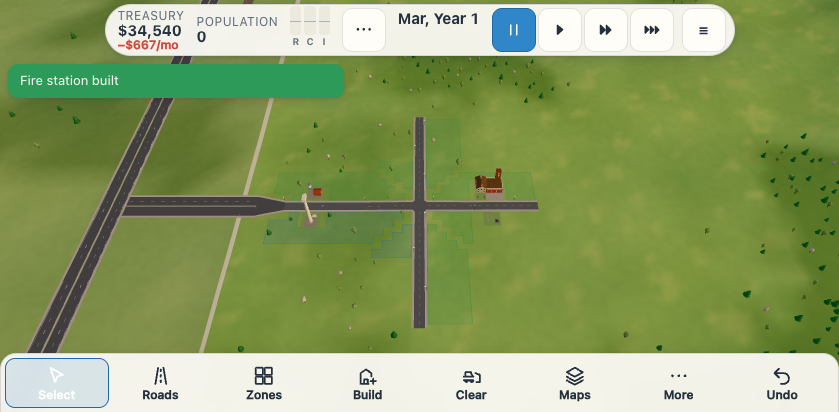 TREASURY
$34,540
−$667/mo
POPULATION
0
R C I
Mar, Year 1
Fire station built
Select
Roads
Zones
Build
Clear
Maps
More
Undo